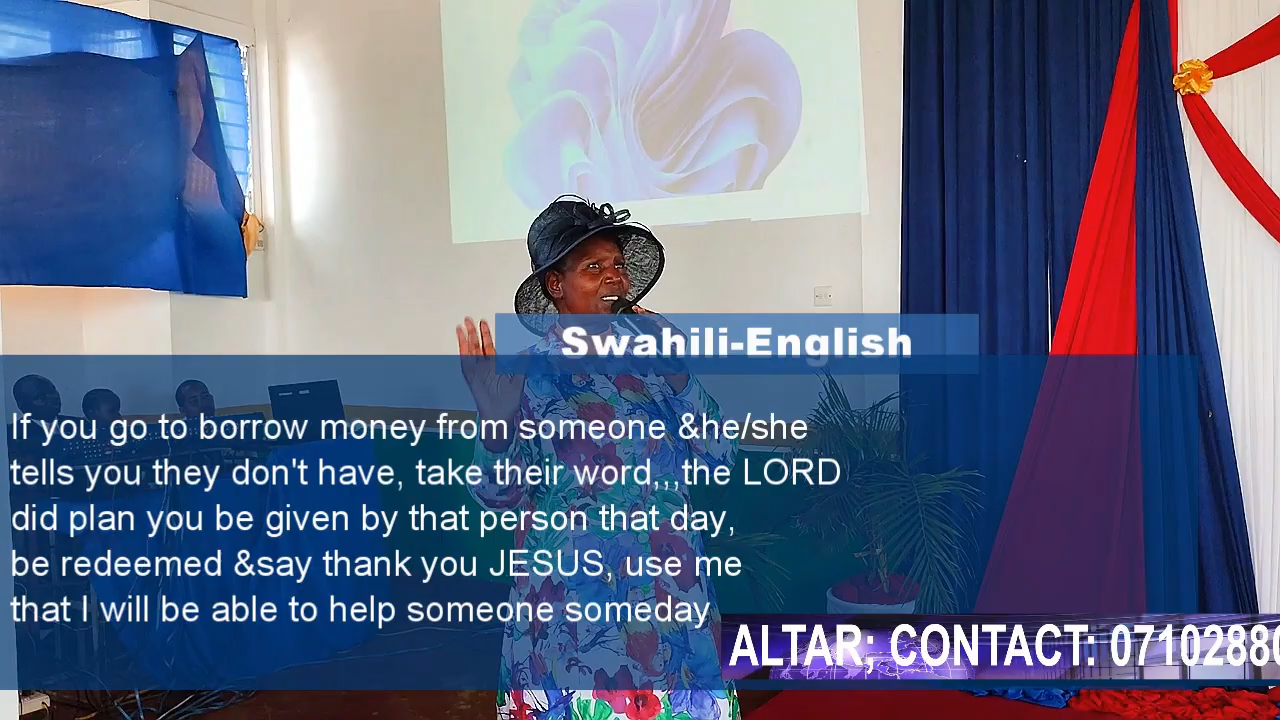 Swahili-English
If you go to borrow money from someone &he/she
tells you they don't have, take their word,,,the LORD
did plan you be given by that person that day,
be redeemed &say thank you JESUS, use me
that I will be able to help someone someday
ALTAR; CONTACT: 0710288